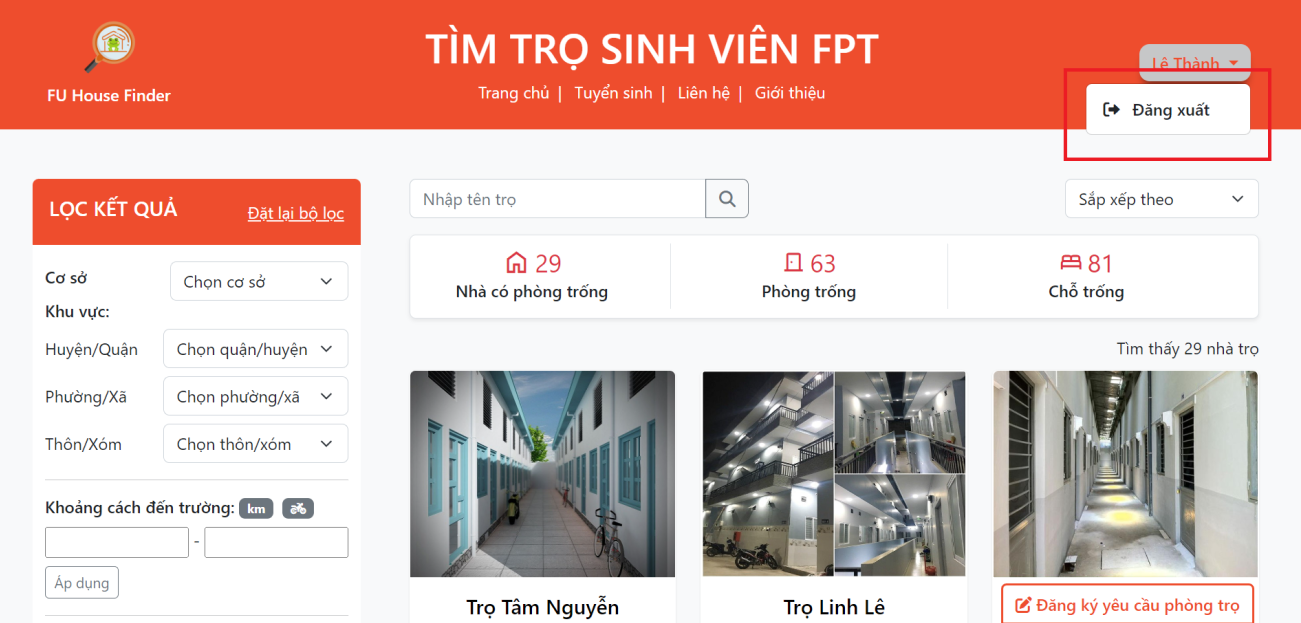 TÌM TRỌ SINH VIÊN FPT
FU House Finder
Trang chủ | Tuyển sinh | Liên hệ | Giới thiệu
Lê Thành
Đăng xuất
LỌC KẾT QUẢ
Đặt lại bộ lọc
Cơ sở
Chọn cơ sở
Khu vực:
Huyện/Quận
Chọn quận/huyện
Phường/Xã
Chọn phường/xã
Thôn/Xóm
Chọn thôn/xóm
Khoảng cách đến trường: km
-
Áp dụng
Nhập tên trọ
Sắp xếp theo
29
Nhà có phòng trống
63
Phòng trống
81
Chỗ trống
Tìm thấy 29 nhà trọ
Trọ Tâm Nguyễn
Trọ Linh Lê
Đăng ký yêu cầu phòng trọ